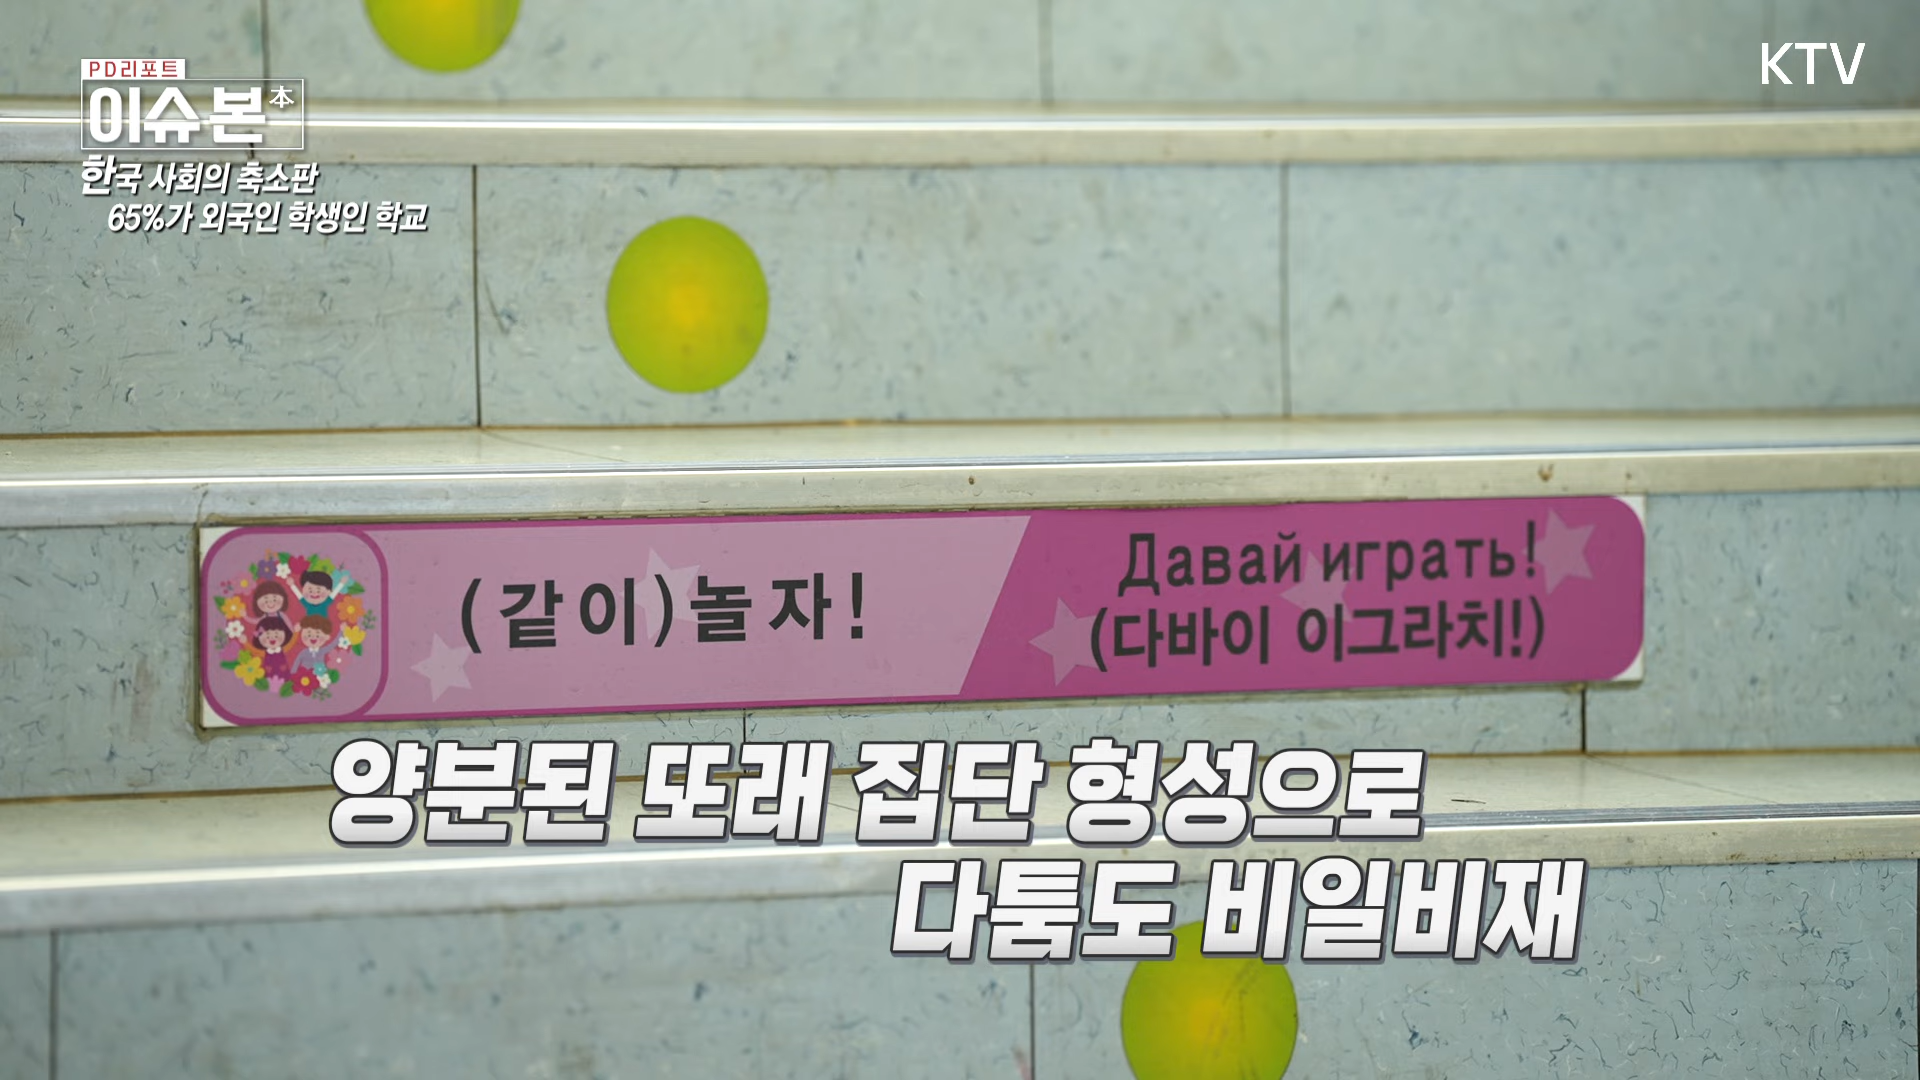 PD리포트
이슈본本
한국 사회의 축소판
65%가 외국인 학생인 학교
KTV
(같이)놀자!
Давай играть!
(다바이 이그라치!)
양분된 또래 집단 형성으로
다툼도 비일비재